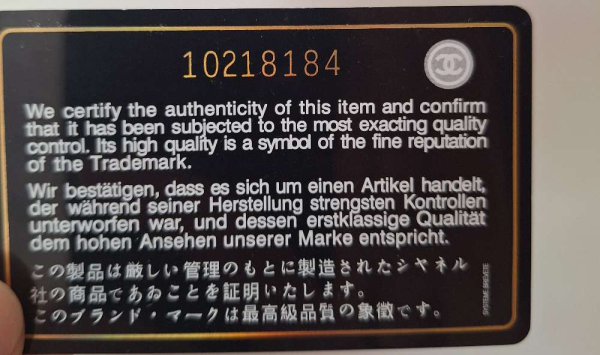 10218184
We certify the authenticity of this item and confirm
that it has been subjected to the most exacting quality
control. Its high quality is a symbol of the fine reputation
of the Trademark.
Wir bestätigen, dass es sich um einen Artikel handelt,
der während seiner Herstellung strengsten Kontrollen
unterworfen war, und dessen erstklassige Qualität
dem hohen Ansehen unserer Marke entspricht.
この製品は厳しい管理のもとに製造されたシヤネル
社の商品であゐことを証明いたします。
このブランド・マークは最高級品質の象徴です。
SYSTEME BREVETE